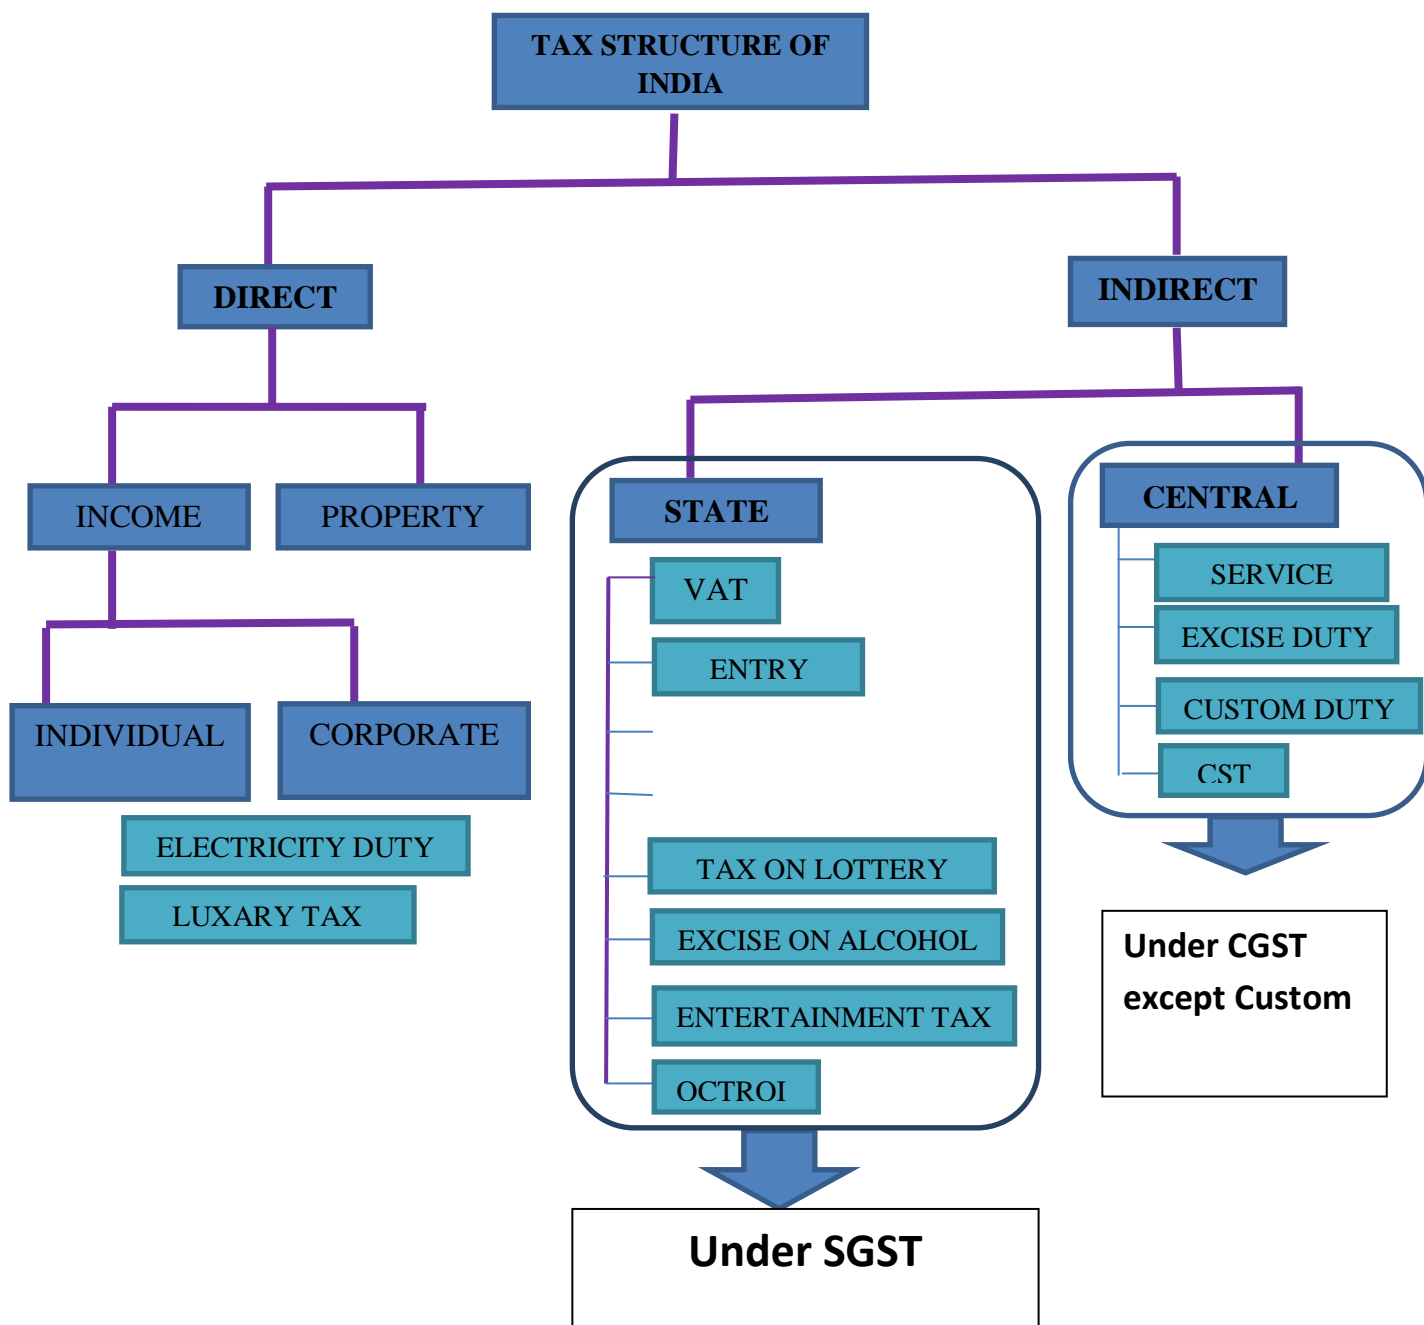 TAX STRUCTURE OF
INDIA
DIRECT
INDIRECT
INCOME
PROPERTY
INDIVIDUAL
CORPORATE
ELECTRICITY DUTY
LUXARY TAX
STATE
VAT
ENTRY
TAX ON LOTTERY
EXCISE ON ALCOHOL
ENTERTAINMENT TAX
OCTROI
Under SGST
CENTRAL
SERVICE
EXCISE DUTY
CUSTOM DUTY
CST
Under CGST
except Custom